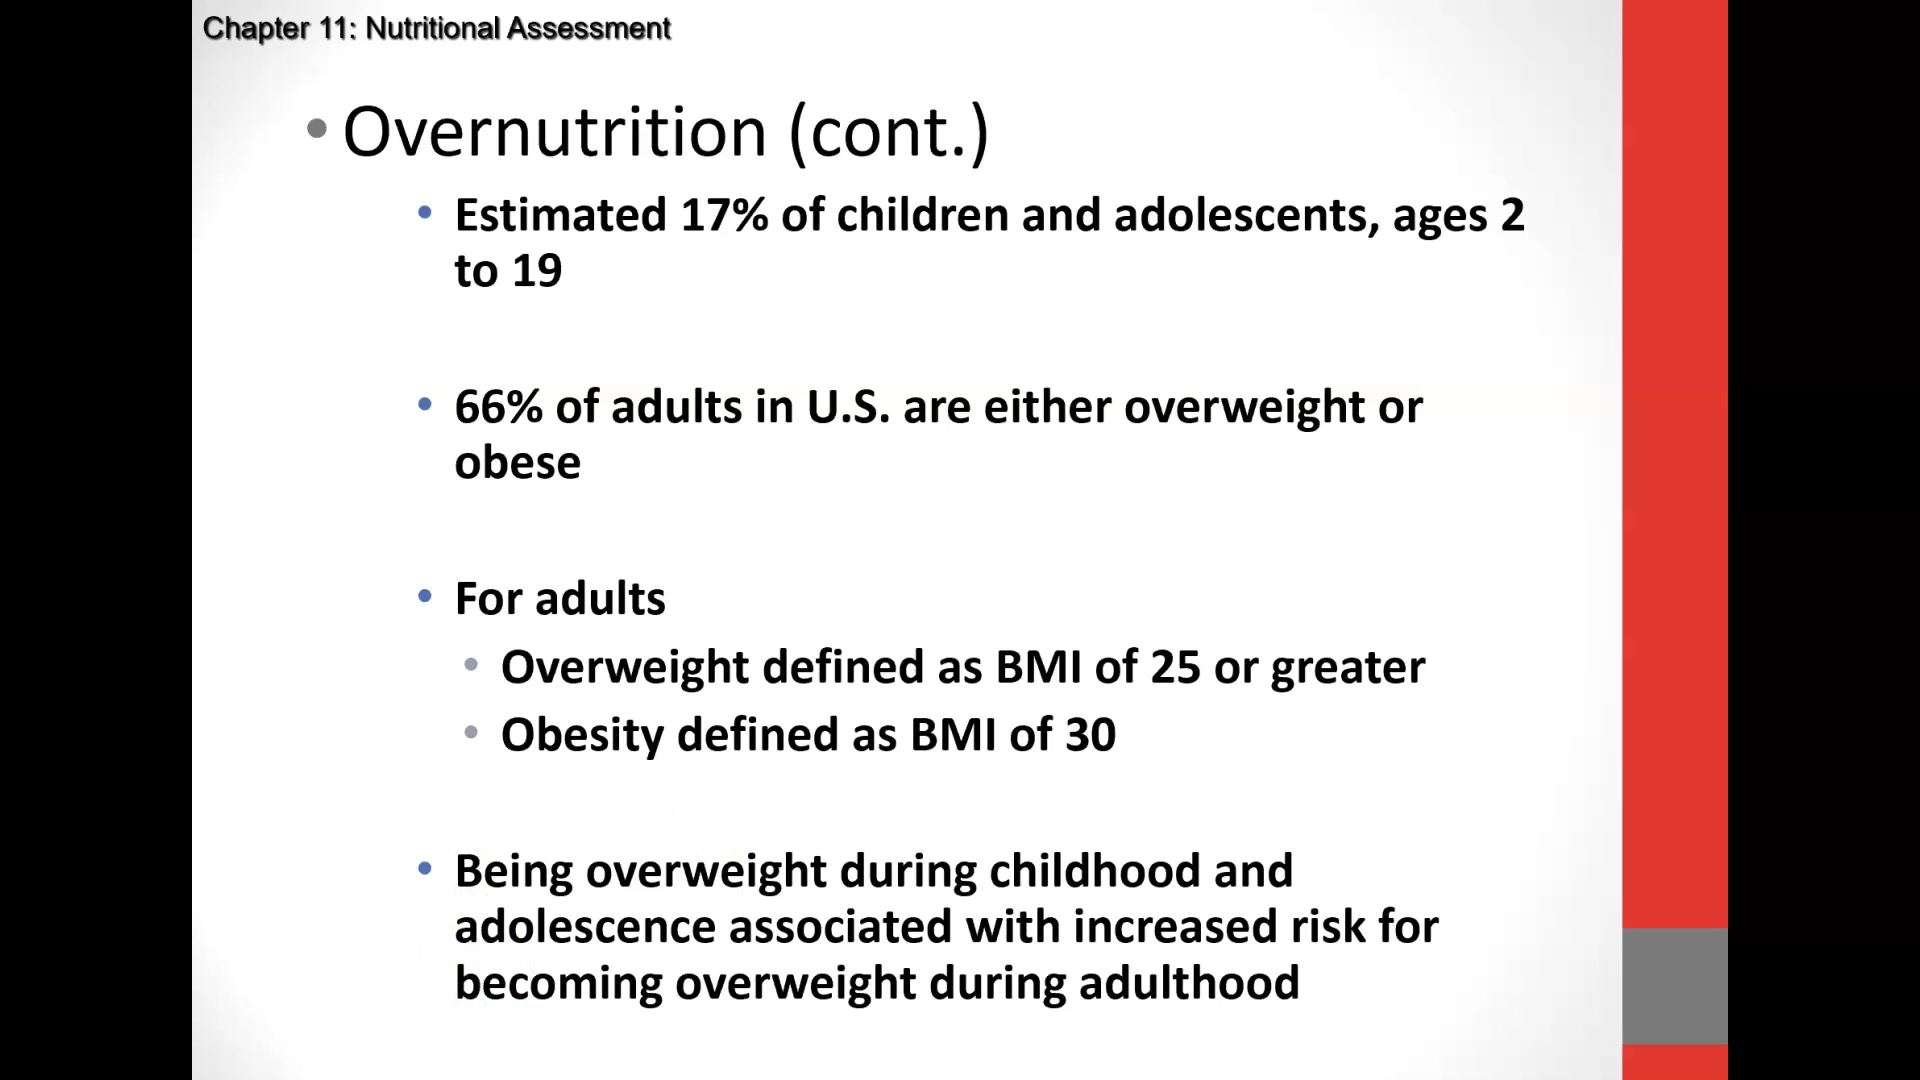 Chapter 11: Nutritional Assessment
• Overnutrition (cont.)
• Estimated 17% of children and adolescents, ages 2
to 19
• 66% of adults in U.S. are either overweight or
obese
• For adults
• Overweight defined as BMI of 25 or greater
• Obesity defined as BMI of 30
• Being overweight during childhood and
adolescence associated with increased risk for
becoming overweight during adulthood